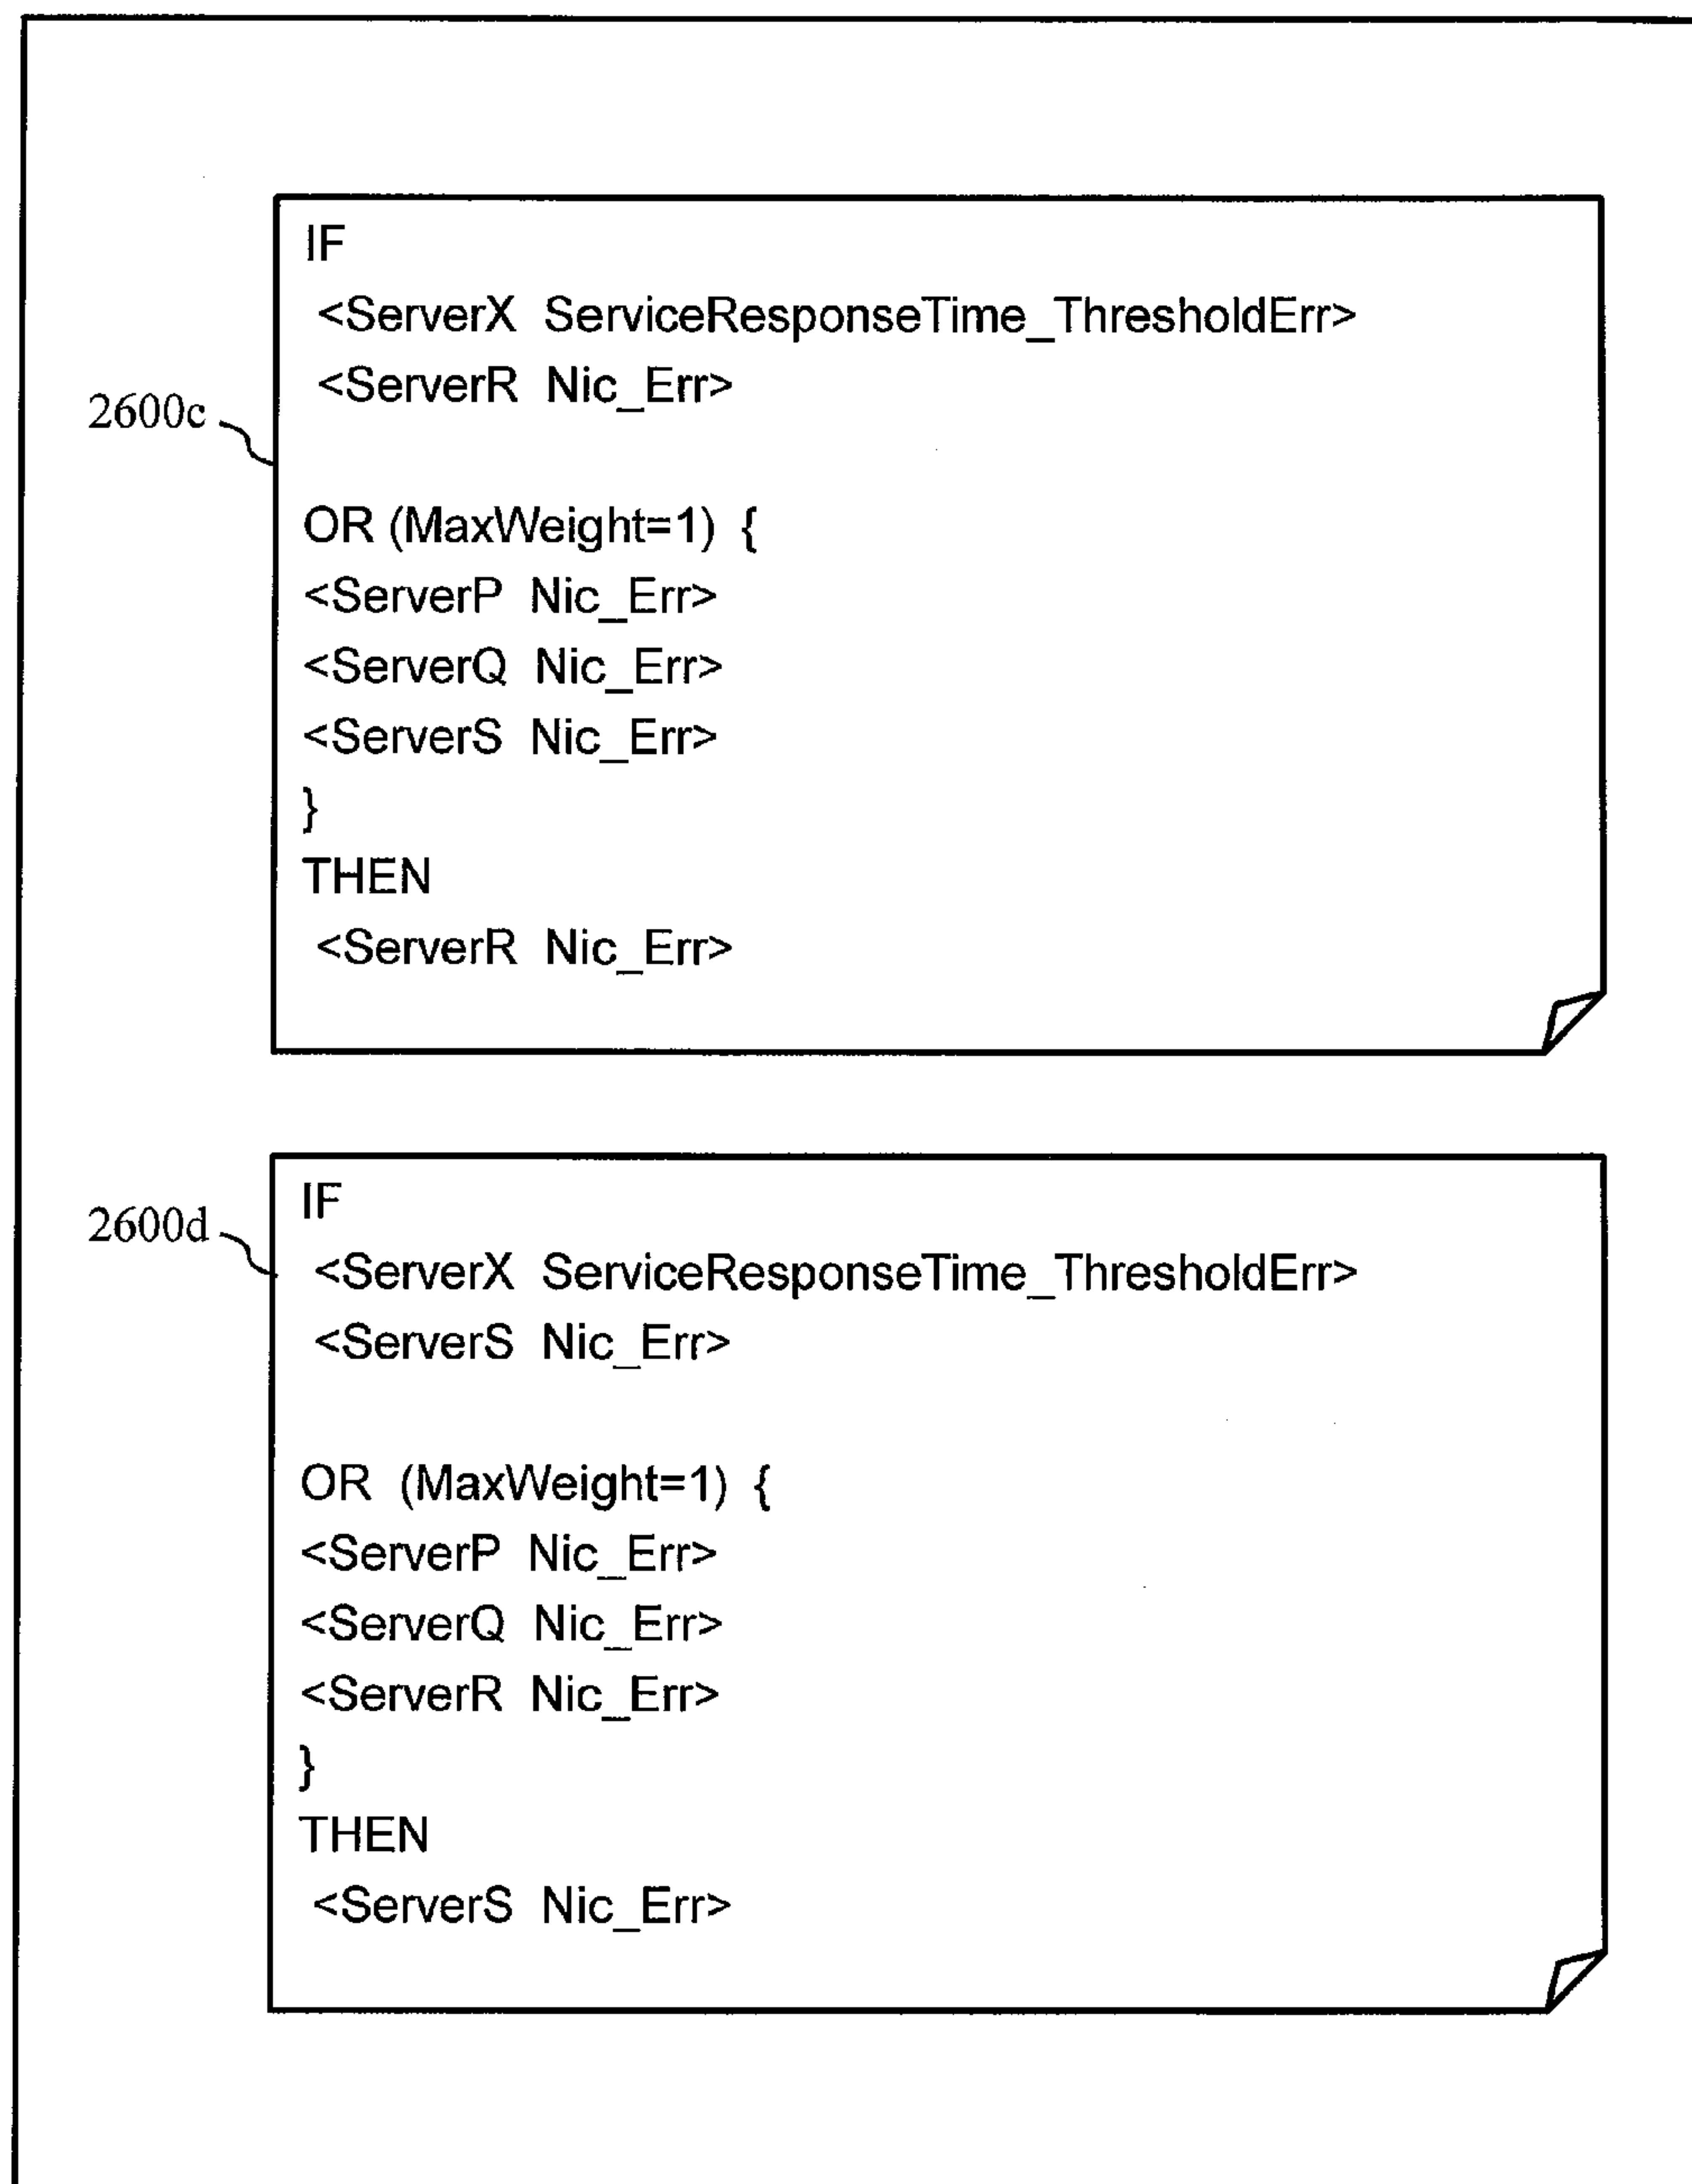 IF
<ServerX ServiceResponseTime_ThresholdErr>
<ServerR Nic_Err>
2600c
OR (MaxWeight=1) {
<ServerP Nic_Err>
<ServerQ Nic_Err>
<ServerS Nic_Err>
}
THEN
<ServerR Nic_Err>
IF
2600d
<ServerX ServiceResponseTime_ThresholdErr>
<ServerS Nic_Err>
OR (MaxWeight=1) {
<ServerP Nic_Err>
<ServerQ Nic_Err>
<ServerR Nic_Err>
}
THEN
<ServerS Nic_Err>